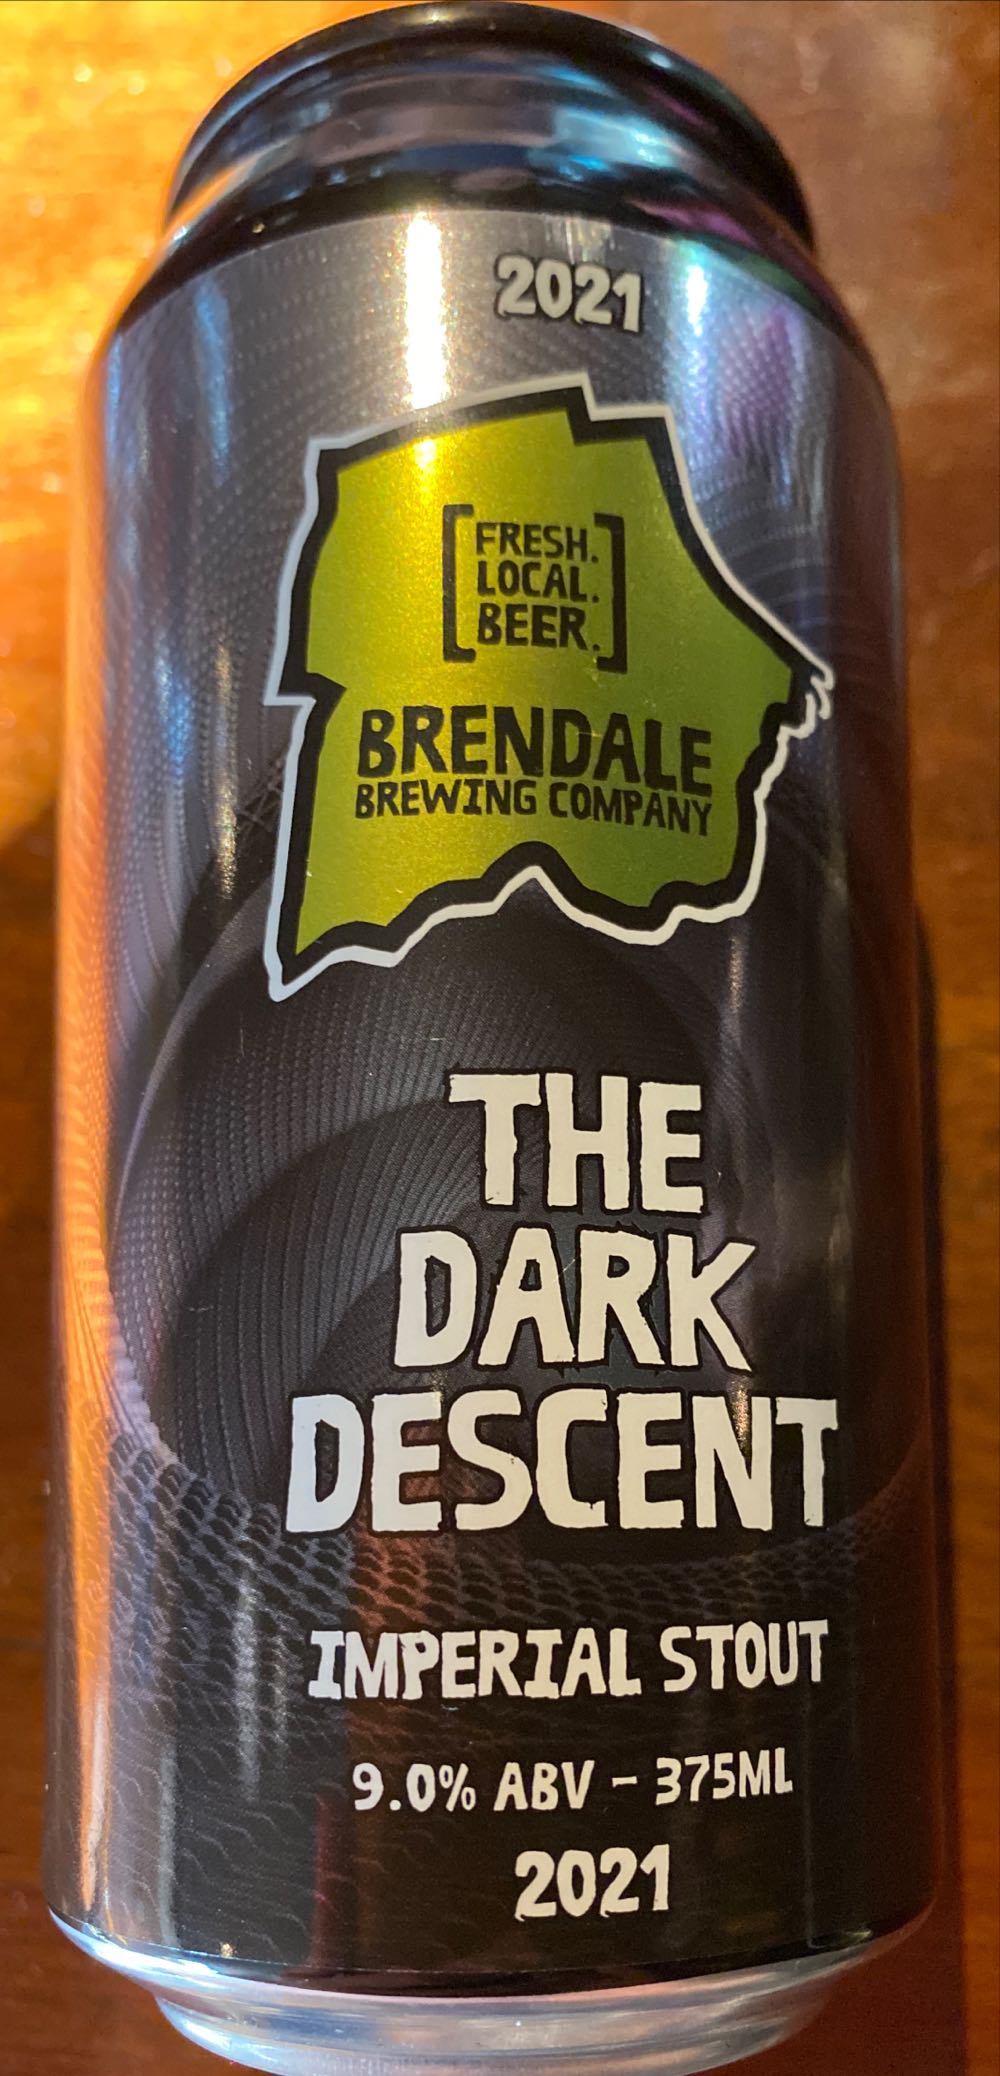 2021
[FRESH.
LOCAL.
BEER.]
BRENDALE
BREWING COMPANY
THE
DARK
DESCENT
IMPERIAL STOUT
9.0% ABV - 375ML
2021